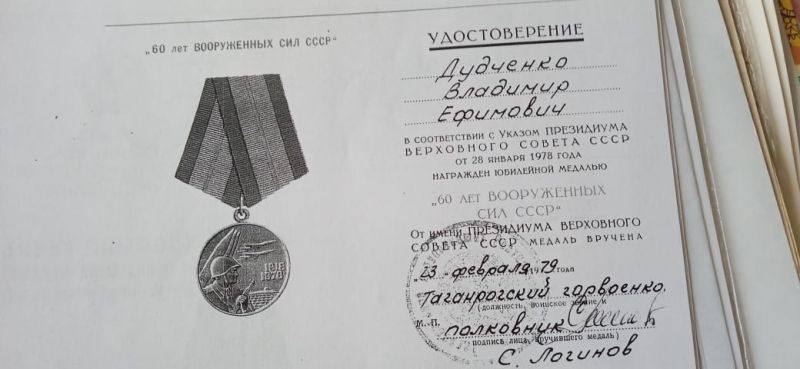 „60 лет ВООРУЖЕННЫХ СИЛ СССР"
1918
1978
УДОСТОВЕРЕНИЕ
Дудченко
Владимир
Ефимович
в соответствии с Указом ПРЕЗИДИУМА
ВЕРХОВНОГО СОВЕТА СССР
от 28 января 1978 года
награжден юбилейной медалью
„60 лет ВООРУЖЕННЫХ
СИЛ СССР"
От имени ПРЕЗИДИУМА ВЕРХОВНОГО
СОВЕТА СССР медаль вручена
„23„ февраля 1979 года
Таганрогский горвоенко.
(должность, воинское звание и
М. П. полковник
подпись лица, вручившего медаль)
С. Логинов